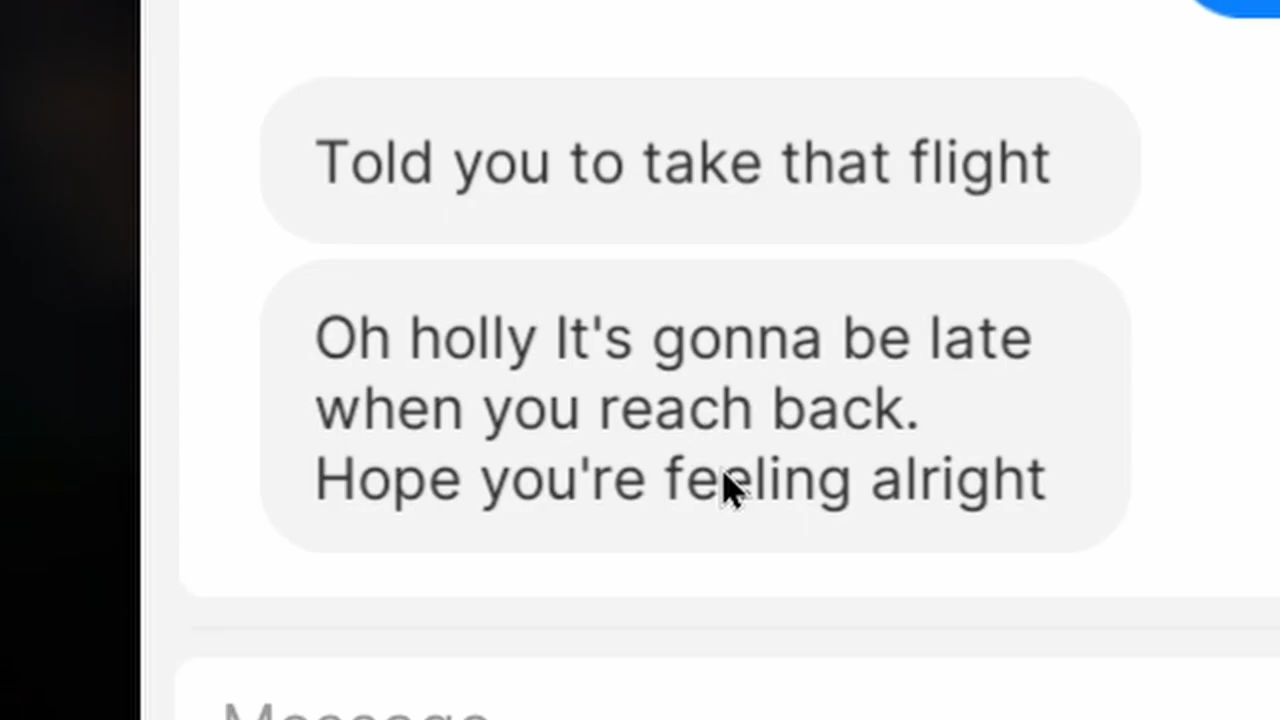 Told you to take that flight
Oh holly It's gonna be late
when you reach back.
Hope you're feeling alright
Message